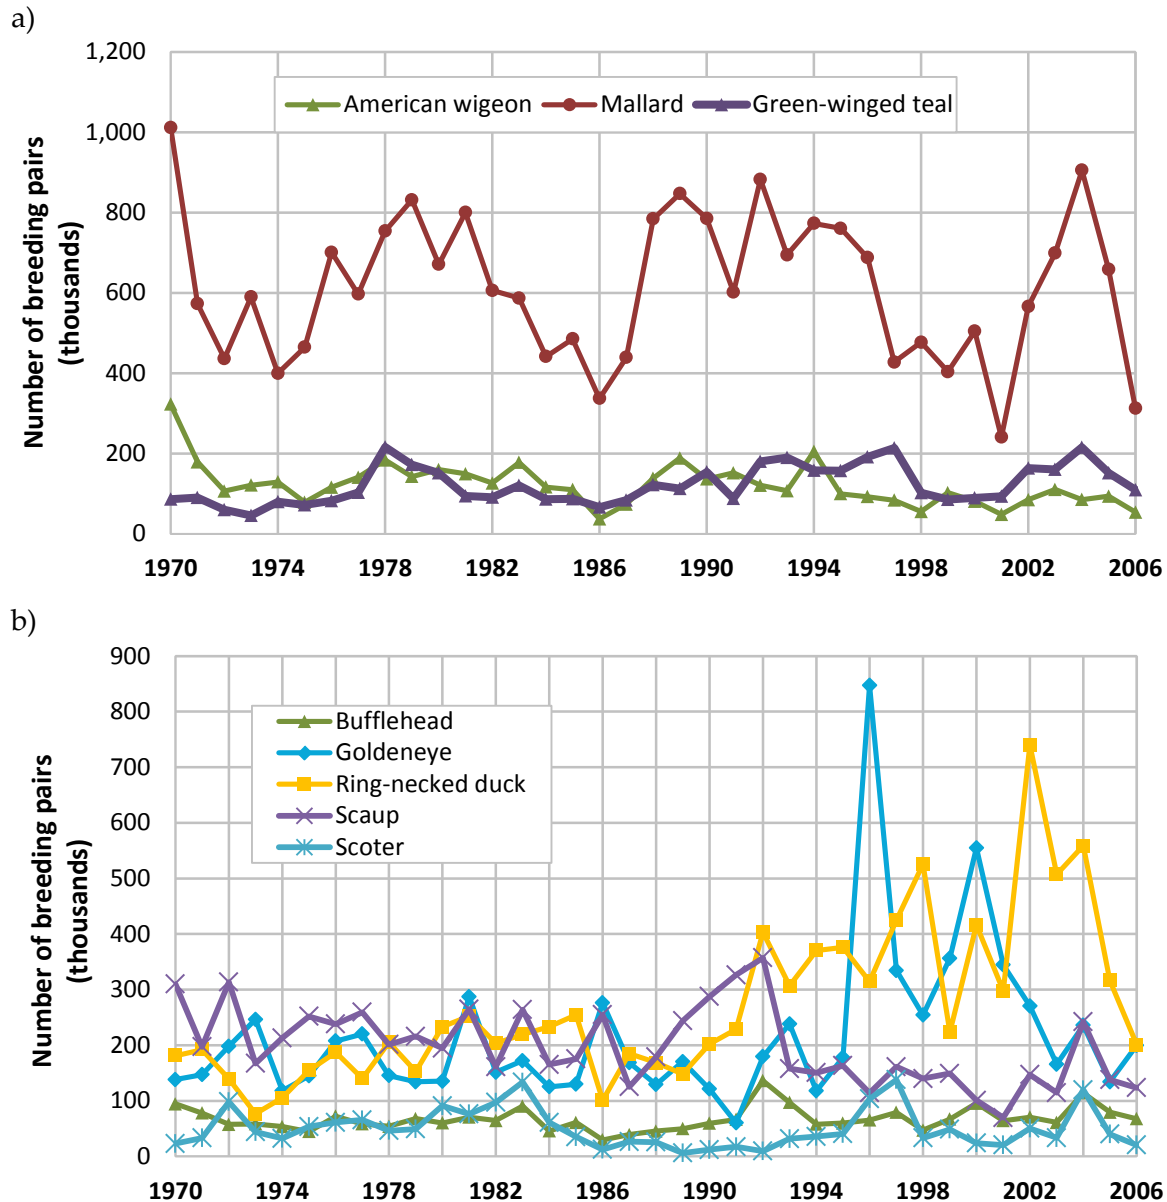 a)
1,200
1,000
800
600
400
200
0
Number of breeding pairs
(thousands)
American wigeon Mallard Green-winged teal
1970 1974 1978 1982 1986 1990 1994 1998 2002 2006
b)
900
800
700
600
500
400
300
200
100
0
Number of breeding pairs
(thousands)
Bufflehead
Goldeneye
Ring-necked duck
Scaup
Scoter
1970 1974 1978 1982 1986 1990 1994 1998 2002 2006